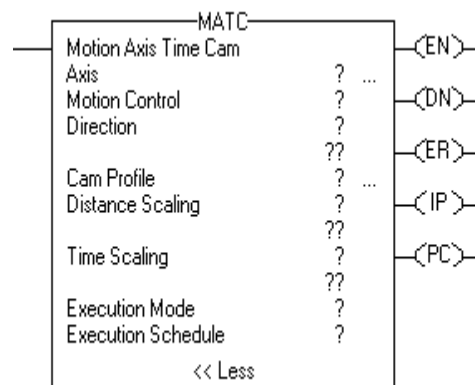 MATC
Motion Axis Time Cam
(EN)
Axis ? ...
Motion Control ?
(DN)
Direction ?
??
(ER)
Cam Profile ? ...
Distance Scaling ?
(IP)
??
Time Scaling ?
(PC)
??
Execution Mode ?
Execution Schedule ?
<< Less